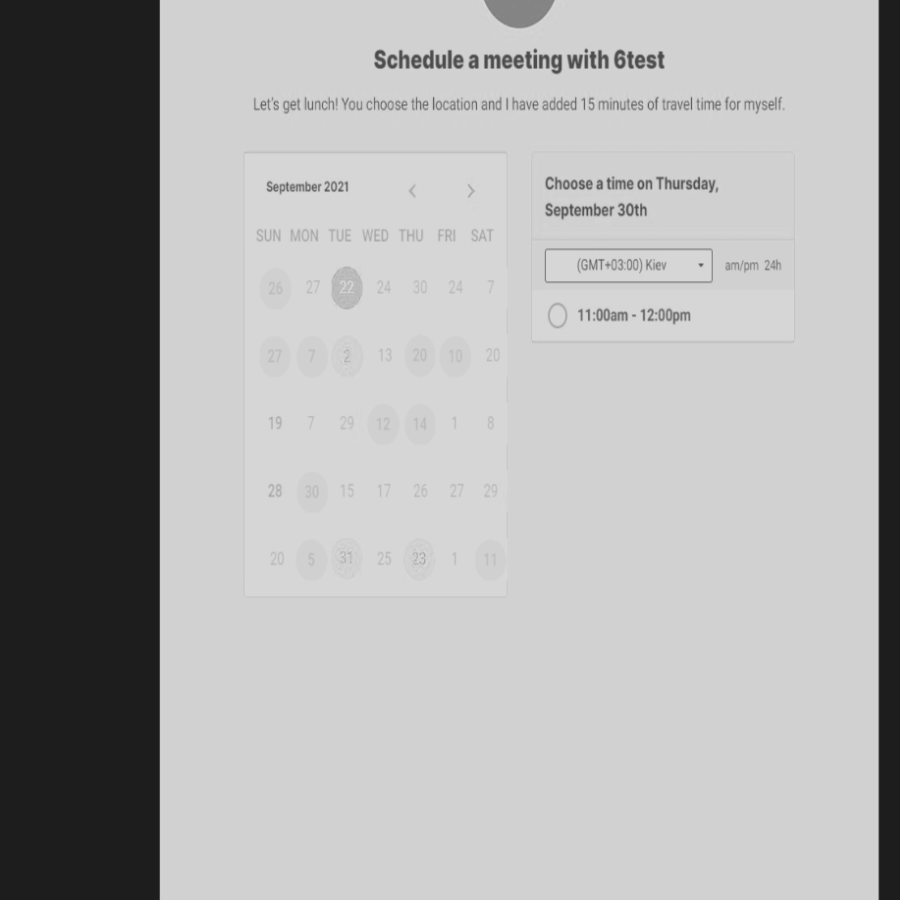 Schedule a meeting with 6test
Let's get lunch! You choose the location and I have added 15 minutes of travel time for myself.
September 2021
SUN MON TUE WED THU FRI SAT
26 27 22 24 30 24 7
27 7 2 13 20 10 20
19 7 29 12 14 1 8
28 30 15 17 26 27 29
20 5 31 25 23 1 11
Choose a time on Thursday,
September 30th
(GMT+03:00) Kiev am/pm 24h
11:00am - 12:00pm